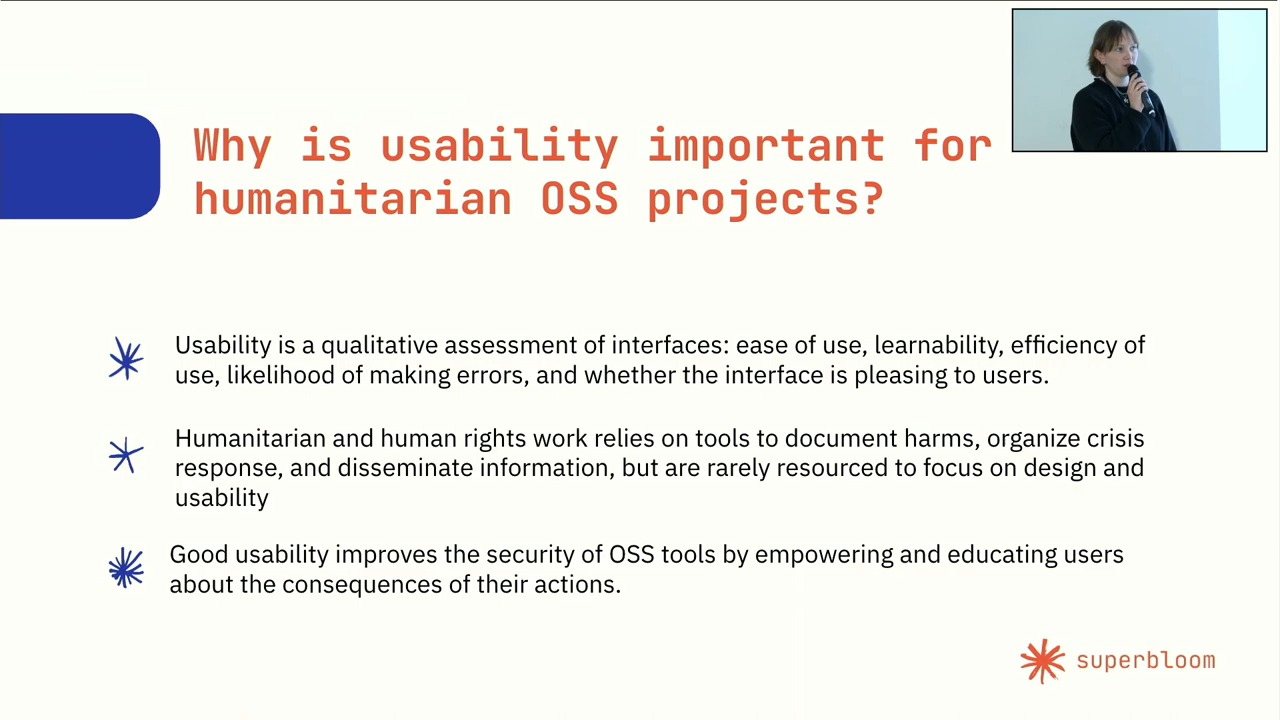 Why is usability important for
humanitarian OSS projects?
Usability is a qualitative assessment of interfaces: ease of use, learnability, efficiency of
use, likelihood of making errors, and whether the interface is pleasing to users.
Humanitarian and human rights work relies on tools to document harms, organize crisis
response, and disseminate information, but are rarely resourced to focus on design and
usability
Good usability improves the security of OSS tools by empowering and educating users
about the consequences of their actions.
superbloom